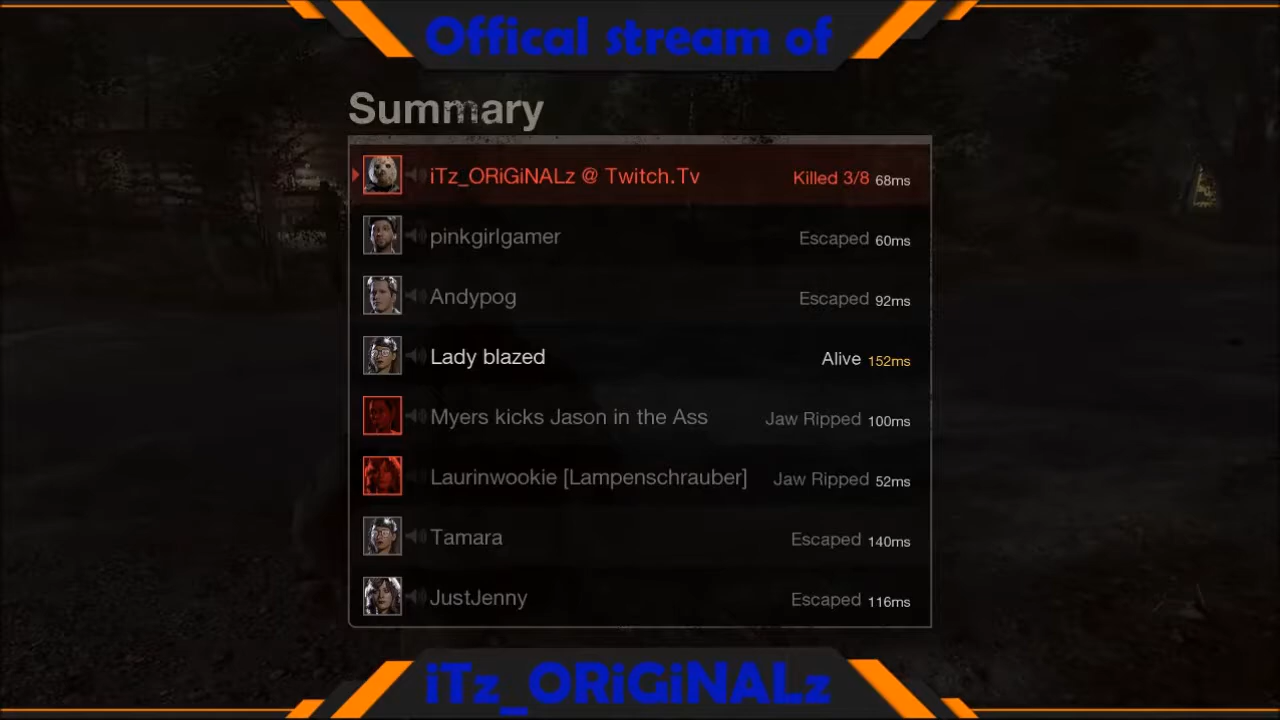 Offical stream of
Summary
iTz_ORiGiNALz @ Twitch.Tv Killed 3/8 68ms
pinkgirlgamer Escaped 60ms
Andypog Escaped 92ms
Lady blazed Alive 152ms
Myers kicks Jason in the Ass Jaw Ripped 100ms
Laurinwookie [Lampenschrauber] Jaw Ripped 52ms
Tamara Escaped 140ms
JustJenny Escaped 116ms
iTz_ORiGiNALz